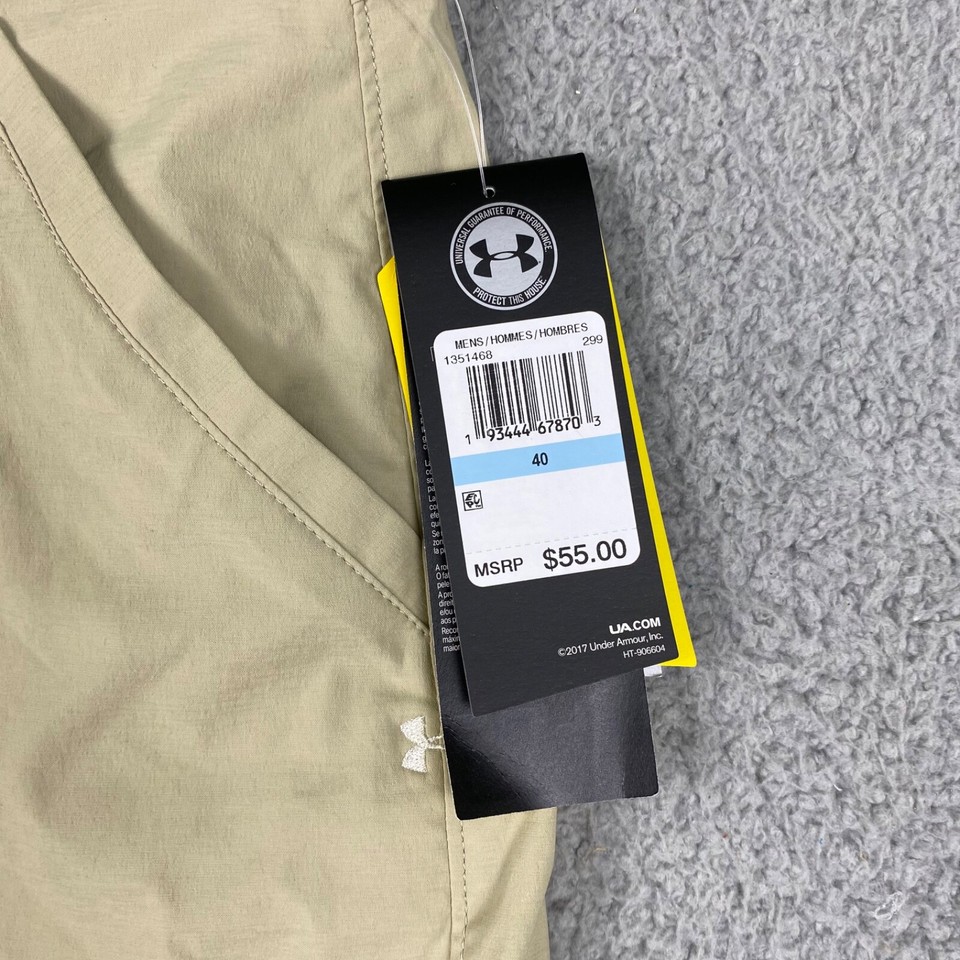 UNIVERSAL GUARANTEE OF PERFORMANCE
PROTECT THIS HOUSE
MENS/HOMMES/HOMBRES
1351468 299
1 93444 67870 3
40
MSRP $55.00
UA.COM
©2017 Under Armour, Inc.
HT-906604